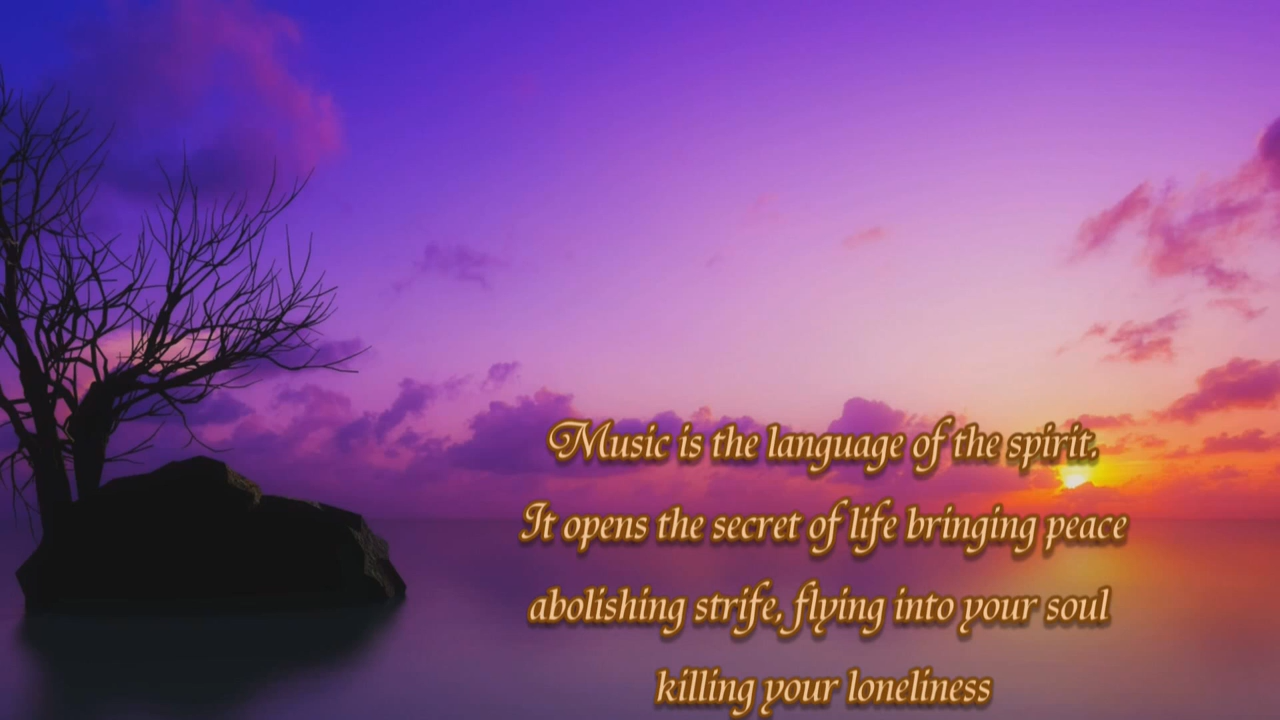 Music is the language of the spirit.
It opens the secret of life bringing peace
abolishing strife, flying into your soul
killing your loneliness